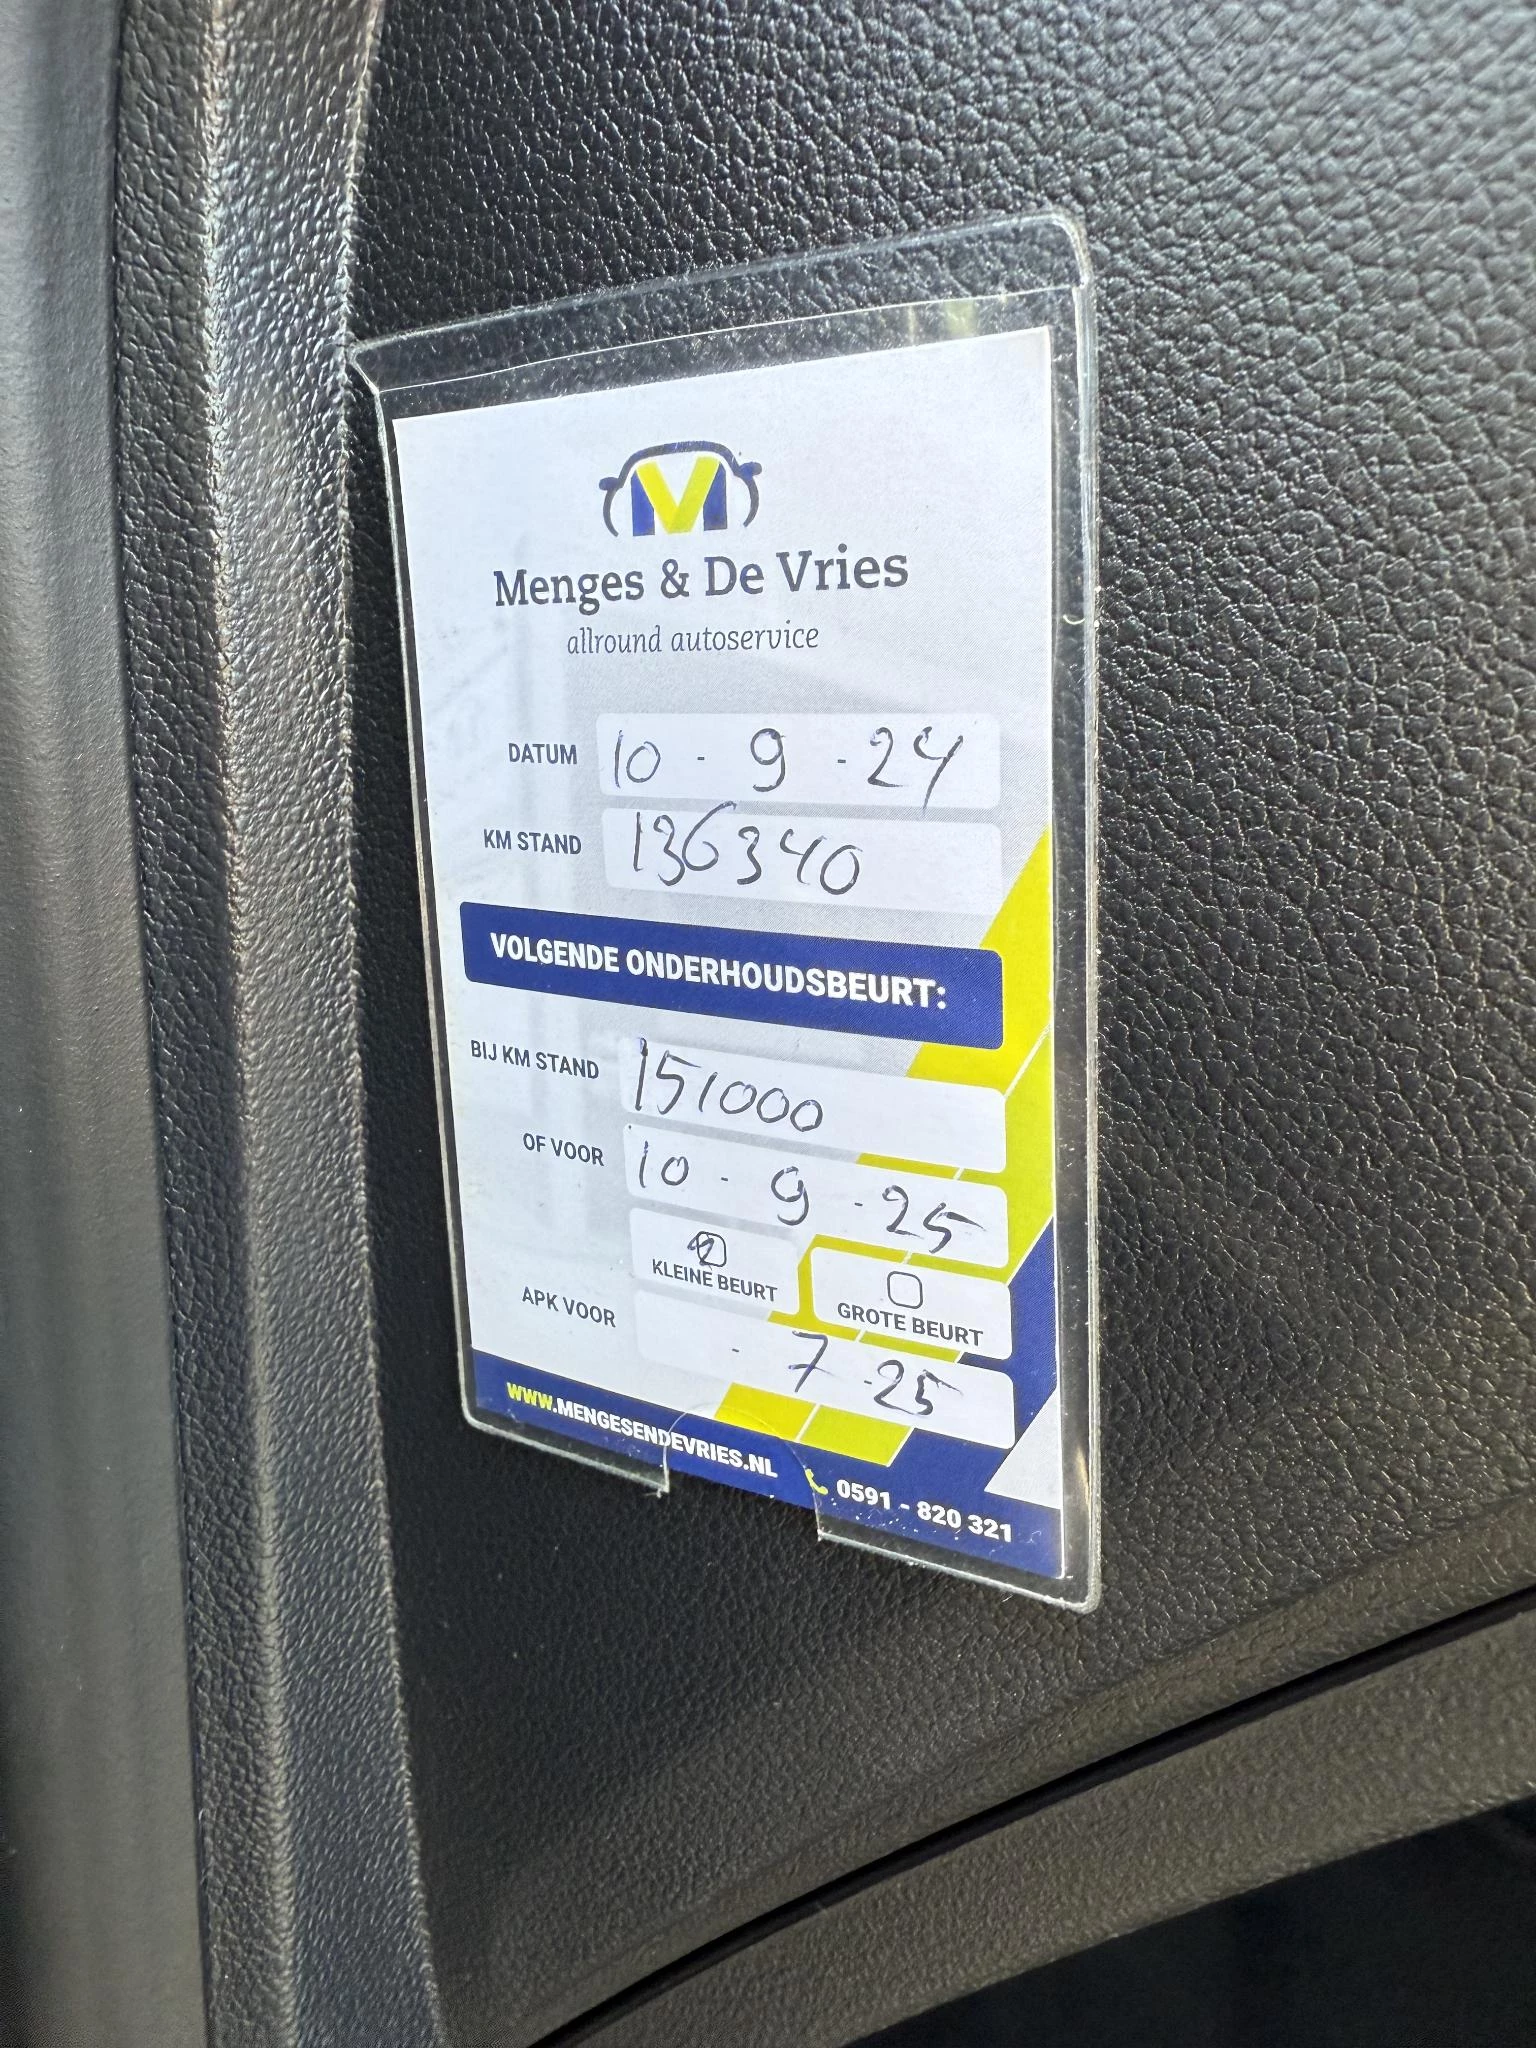 Menges & De Vries
allround autoservice
DATUM 10 - 9 - 24
KM STAND 136340
VOLGENDE ONDERHOUDSBEURT:
BIJ KM STAND 151000
OF VOOR 10 - 9 - 25
KLEINE BEURT GROTE BEURT
APK VOOR - 7 - 25
WWW.MENGESENDEVRIES.NL 0591 - 820 321